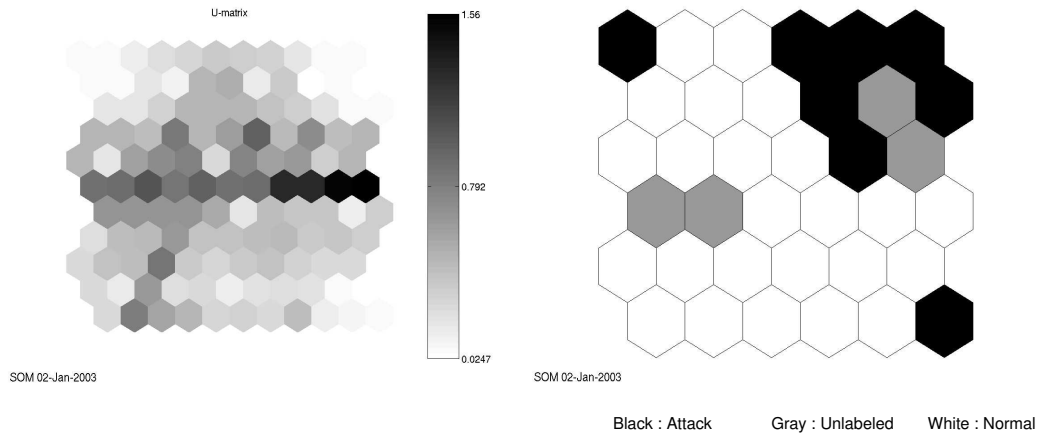 U-matrix
1.56
0.792
0.0247
SOM 02-Jan-2003
SOM 02-Jan-2003
Black : Attack Gray : Unlabeled White : Normal